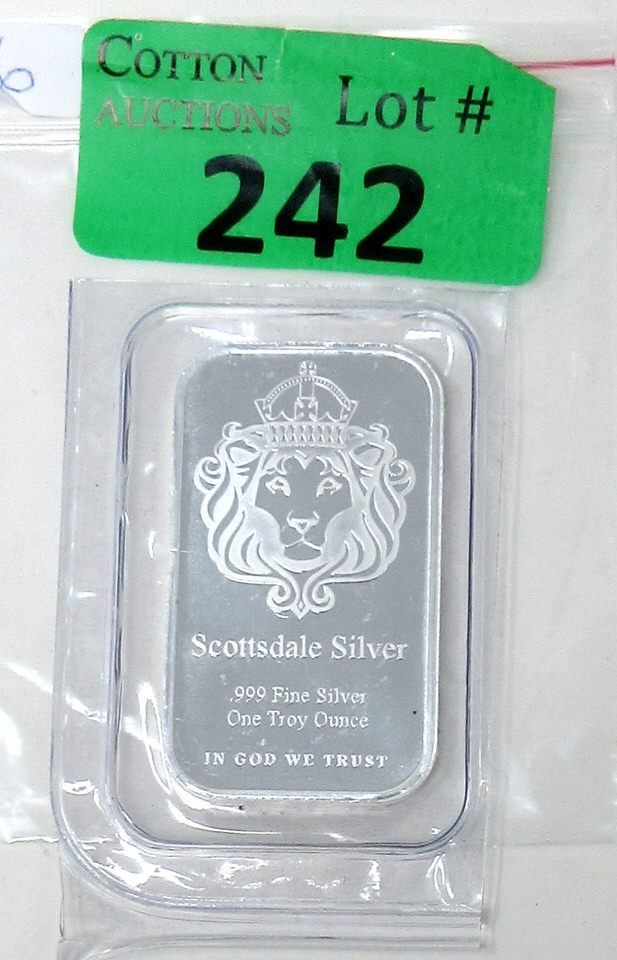 COTTON
AUCTIONS
Lot #
242
Scottsdale Silver
.999 Fine Silver
One Troy Ounce
IN GOD WE TRUST